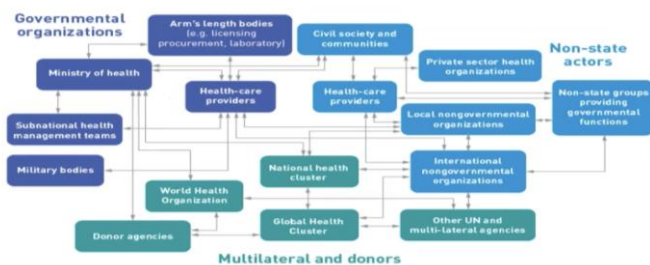 Governmental
organizations
Arm's length bodies
(e.g. licensing
procurement, laboratory)
Civil society and
communities
Non-state
actors
Ministry of health
Private sector health
organizations
Health-care
providers
Health-care
providers
Non-state groups
providing
governmental
functions
Subnational health
management teams
Local nongovernmental
organizations
Military bodies
National health
cluster
International
nongovernmental
organizations
World Health
Organization
Donor agencies
Global Health
Cluster
Other UN and
multi-lateral agencies
Multilateral and donors